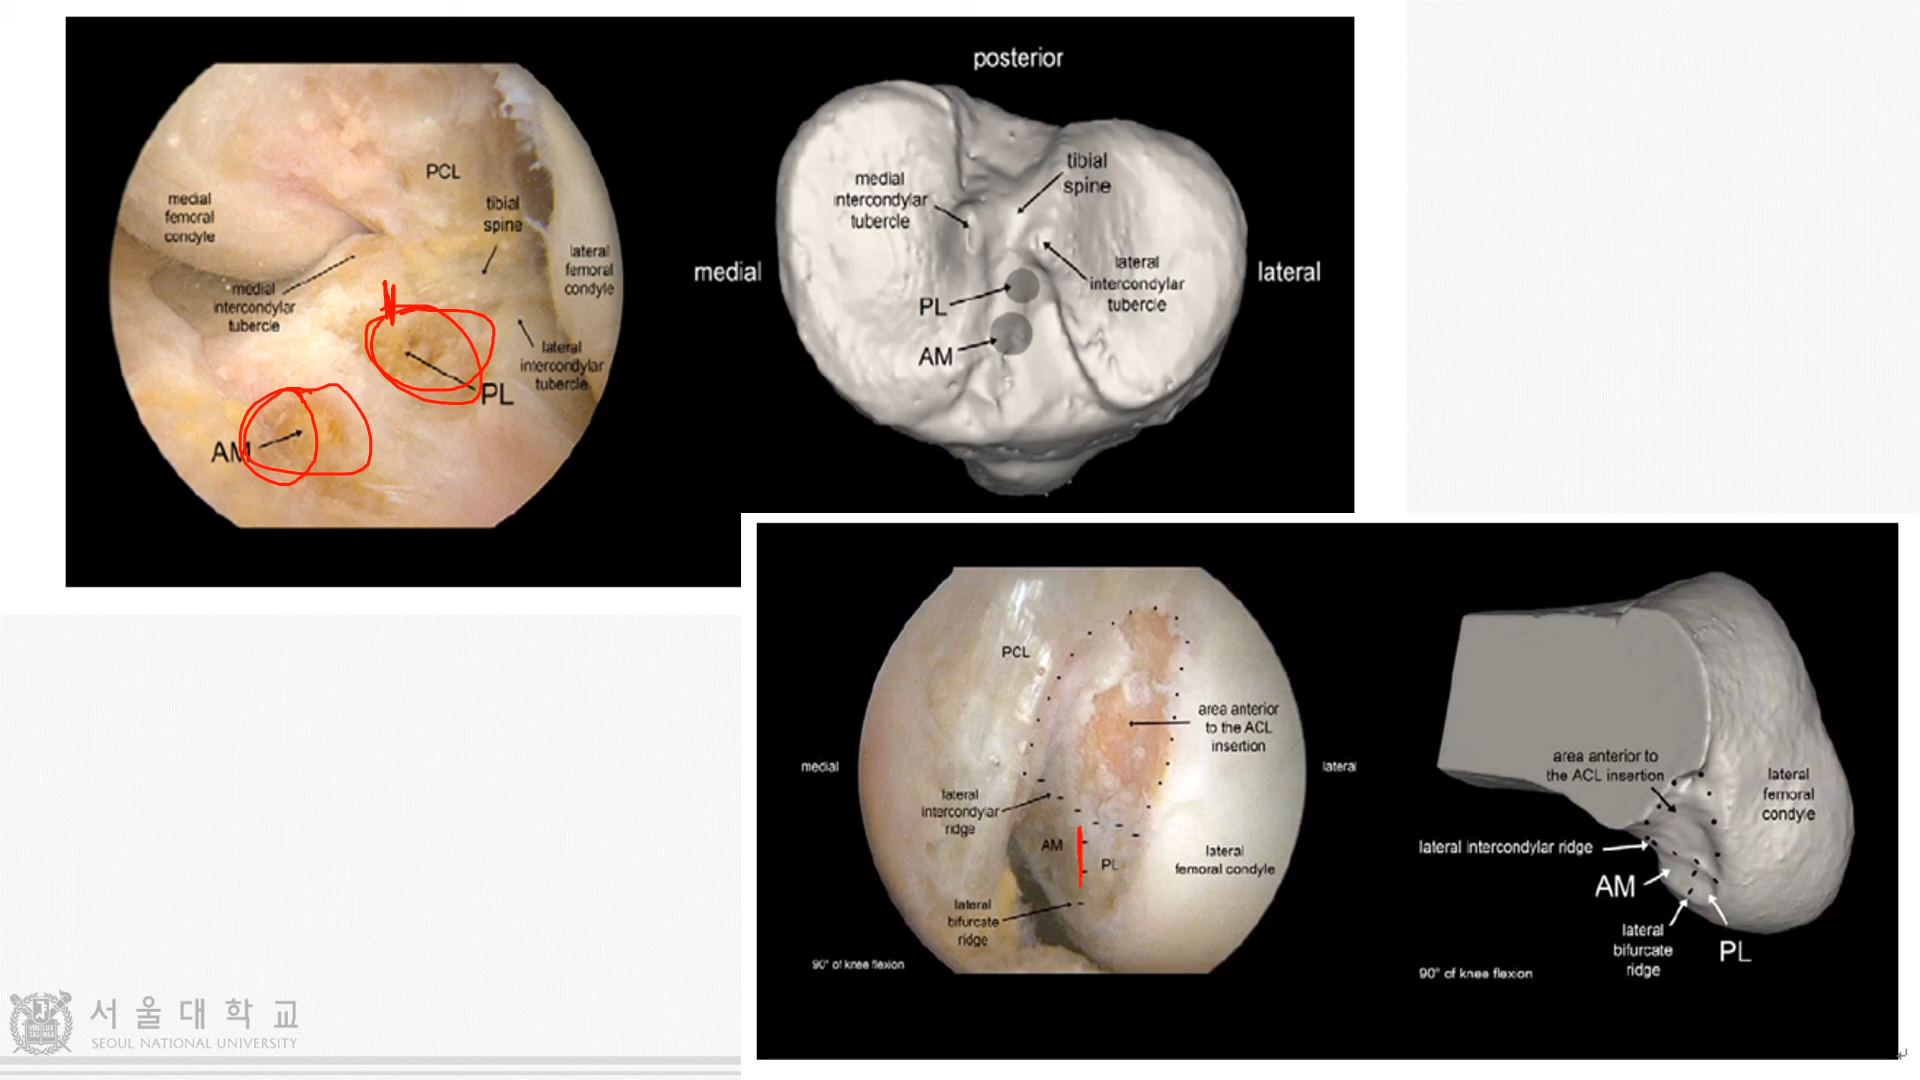 PCL
medial
femoral
condyle
tibial
spine
lateral
femoral
condyle
medial
intercondylar
tubercle
lateral
intercondylar
tubercle
PL
AM
posterior
tibial
spine
medial
intercondylar
tubercle
medial
lateral
lateral
intercondylar
tubercle
PL
AM
PCL
area anterior
to the ACL
insertion
medial
lateral
lateral
intercondylar
ridge
AM
PL
lateral
femoral condyle
lateral
bifurcate
ridge
90° of knee flexion
area anterior to
the ACL insertion
lateral
femoral
condyle
lateral intercondylar ridge
AM
lateral
bifurcate
ridge
PL
90° of knee flexion
서울대학교
SEOUL NATIONAL UNIVERSITY